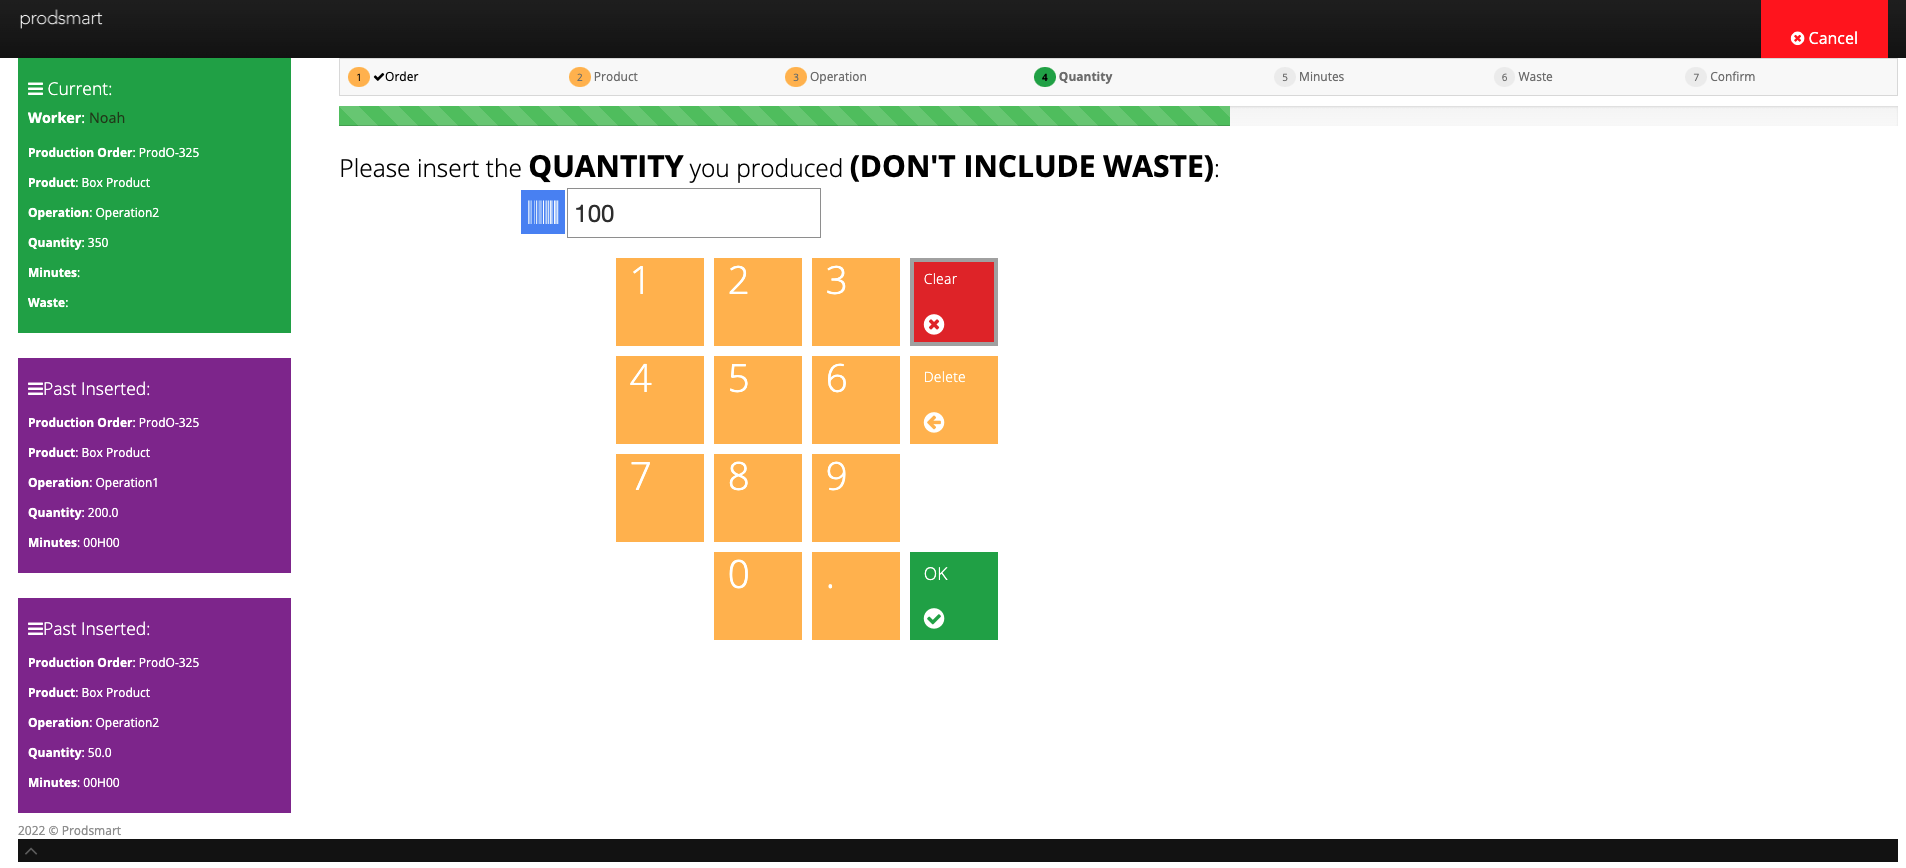 prodsmart
Cancel
Current:
Worker: Noah
Production Order: ProdO-325
Product: Box Product
Operation: Operation2
Quantity: 350
Minutes:
Waste:
Past Inserted:
Production Order: ProdO-325
Product: Box Product
Operation: Operation1
Quantity: 200.0
Minutes: 00H00
Past Inserted:
Production Order: ProdO-325
Product: Box Product
Operation: Operation2
Quantity: 50.0
Minutes: 00H00
2022 © Prodsmart
1 Order 2 Product 3 Operation 4 Quantity 5 Minutes 6 Waste 7 Confirm
Please insert the QUANTITY you produced (DON'T INCLUDE WASTE):
100
1 2 3 Clear
4 5 6 Delete
7 8 9
0 . OK